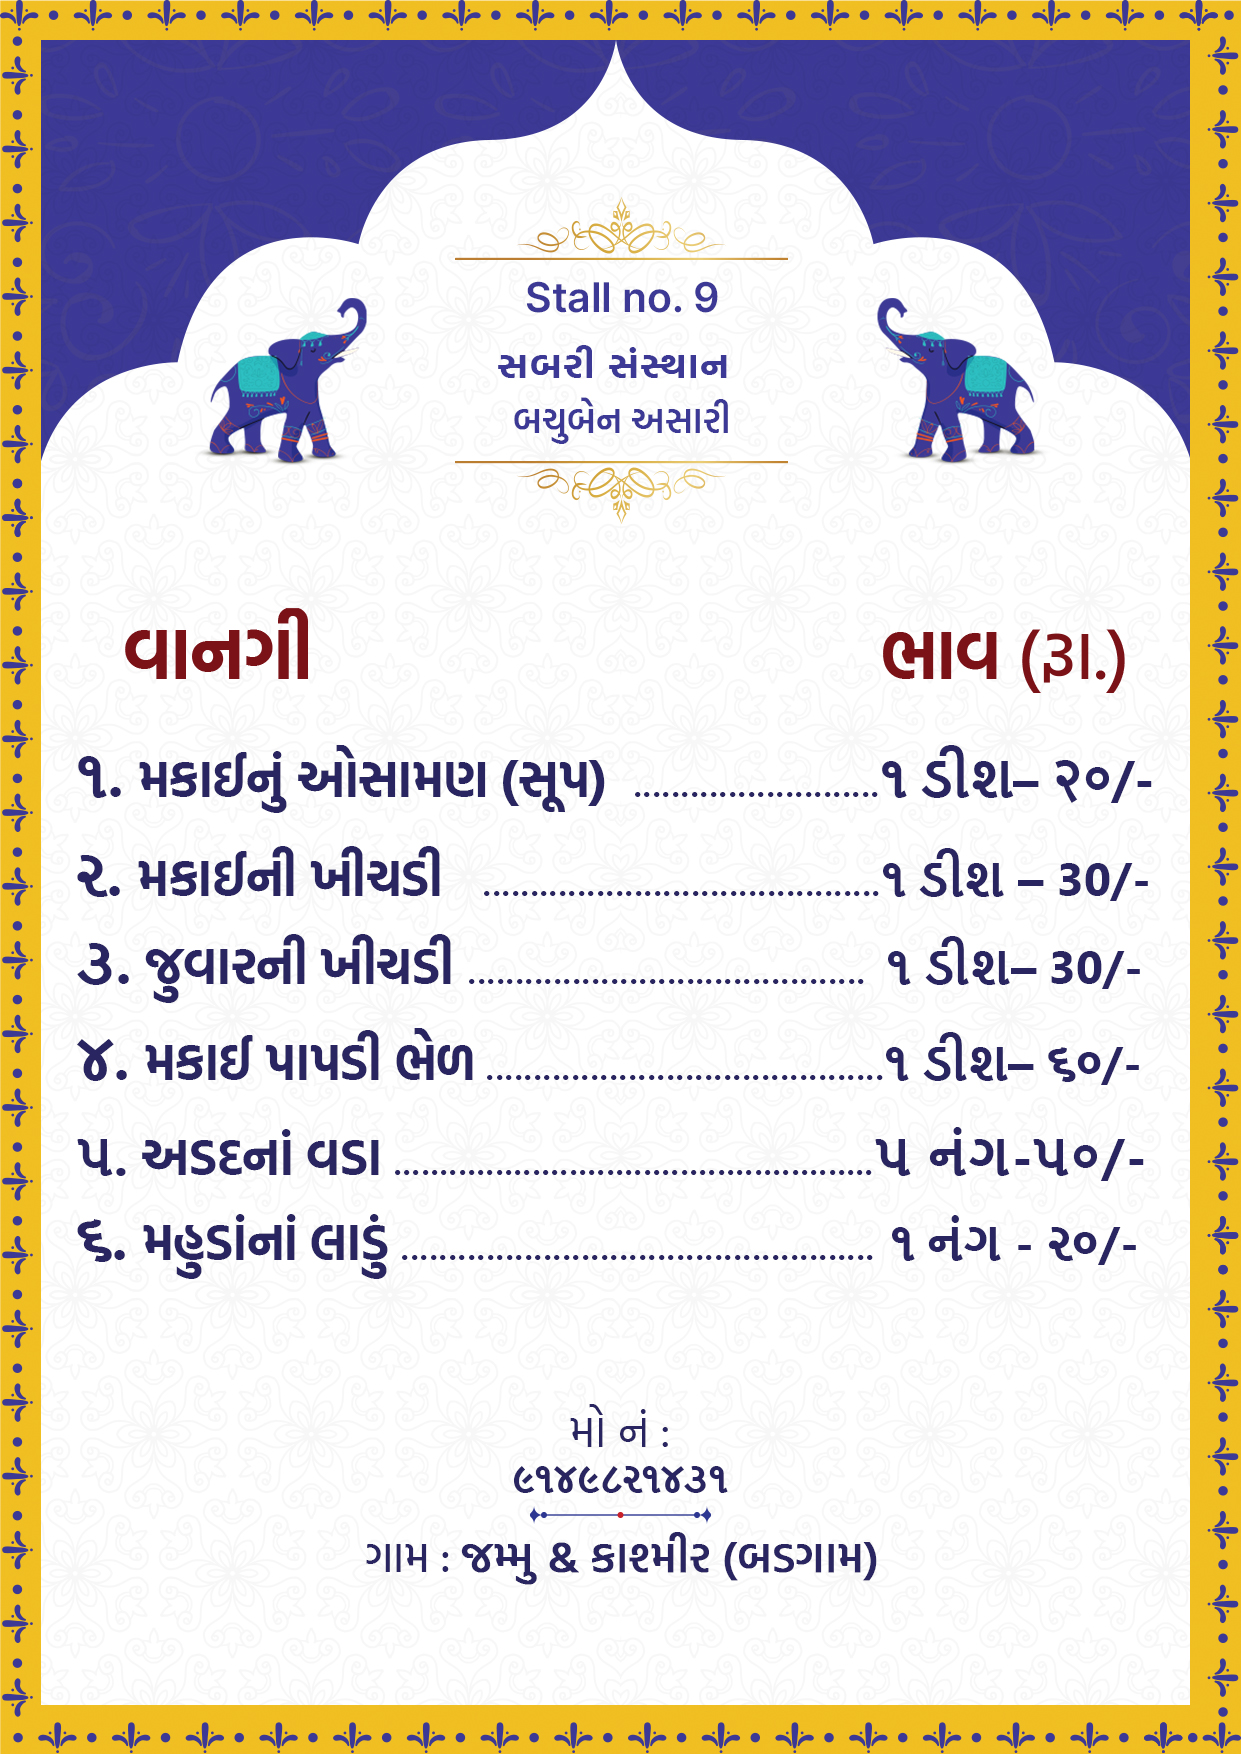 Stall no. 9
સબરી સંસ્થાન
બચુબેન અસારી
વાનગી ભાવ (રૂા.)
૧. મકાઈનું ઓસામણ (સૂપ) ..........................૧ ડીશ– ૨૦/-
૨. મકાઈની ખીચડી ..........................................૧ ડીશ – 30/-
૩. જુવારની ખીચડી .......................................... ૧ ડીશ– 30/-
૪. મકાઈ પાપડી ભેળ ..........................................૧ ડીશ– ૬૦/-
૫. અડદનાં વડા ...................................................૫ નંગ-૫૦/-
૬. મહુડાંનાં લાડું .................................................. ૧ નંગ - ૨૦/-
મો નં :
૯૧૪૯૮૨૧૪૩૧
ગામ : જમ્મુ & કાશ્મીર (બડગામ)